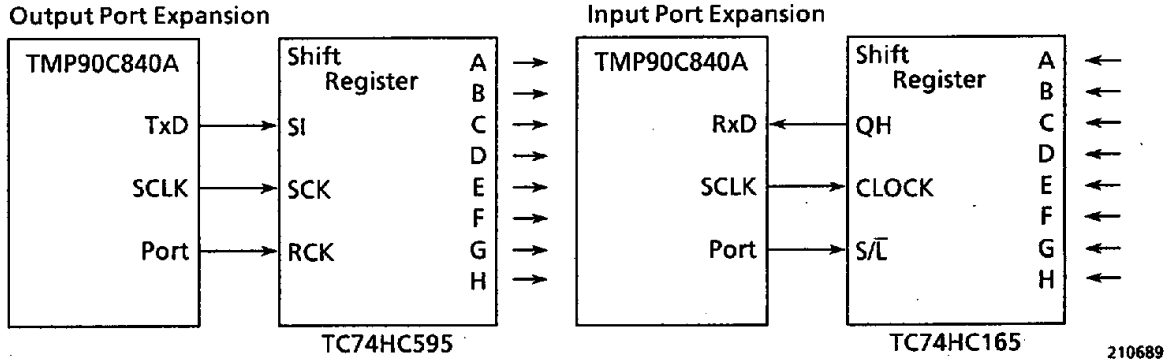 Output Port Expansion
TMP90C840A
TxD
SCLK
Port
Shift
Register
SI
SCK
RCK
A
B
C
D
E
F
G
H
TC74HC595
Input Port Expansion
TMP90C840A
RxD
SCLK
Port
Shift
Register
QH
CLOCK
S/L̅
A
B
C
D
E
F
G
H
TC74HC165
210689